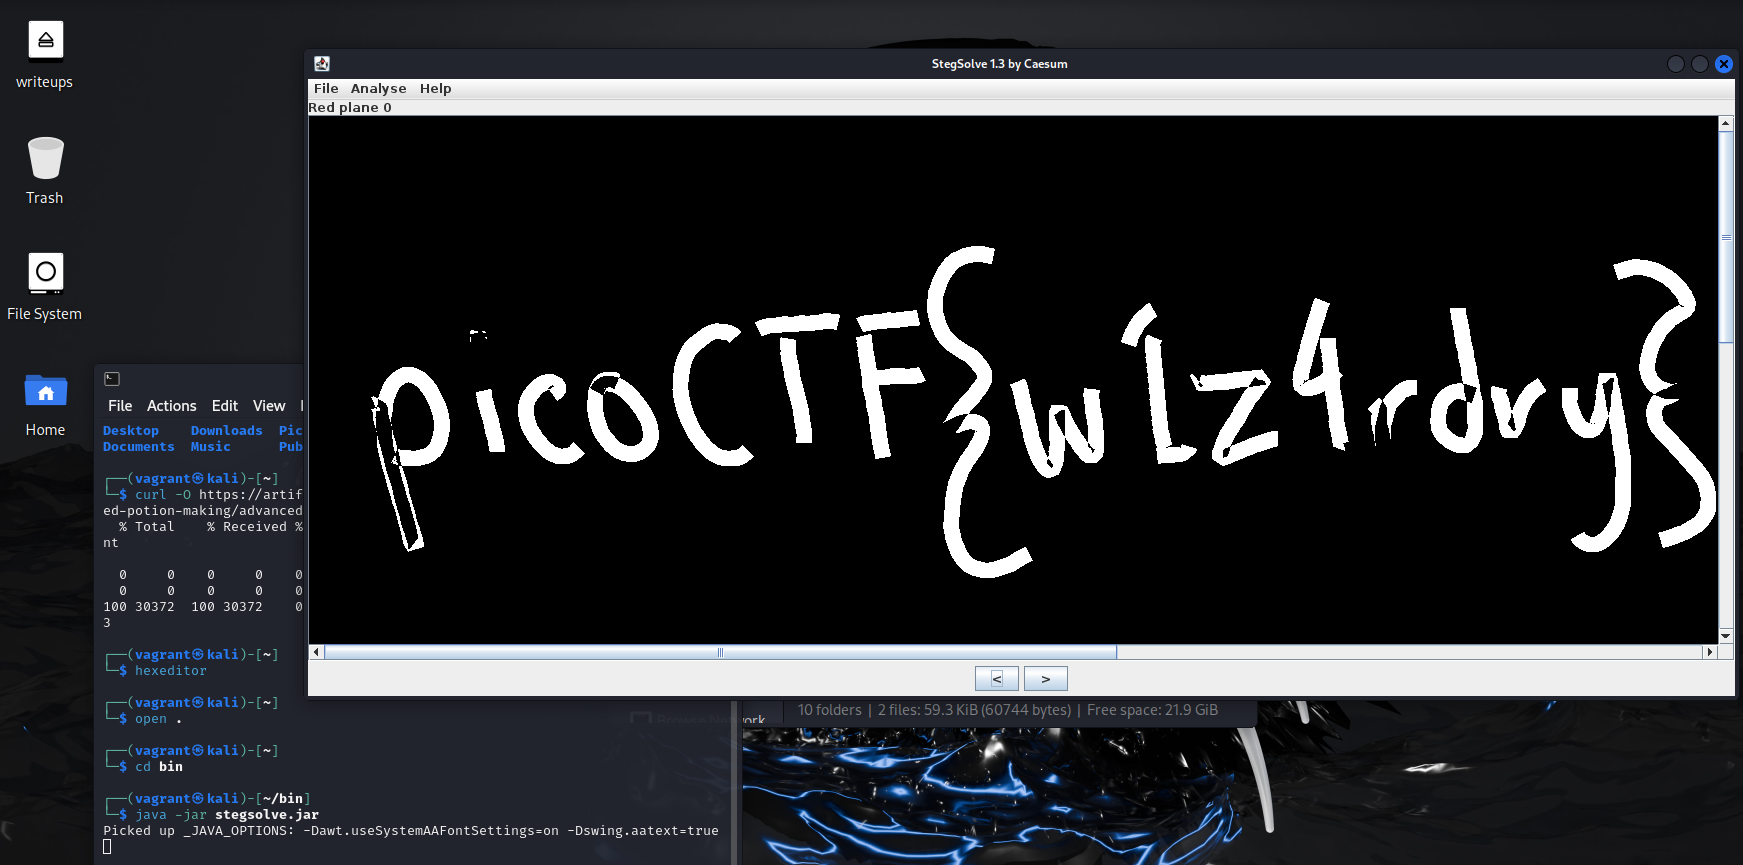 writeups
Trash
File System
Home
StegSolve 1.3 by Caesum
File Analyse Help
Red plane 0
picoCTF{w1z4rdry}
< >
File Actions Edit View
Desktop Downloads Pic
Documents Music Pub
┌──(vagrant㉿kali)-[~]
└─$ curl -O https://artif
ed-potion-making/advanced
% Total % Received %
nt
0 0 0 0 0
0 0 0 0 0
100 30372 100 30372 0
3
┌──(vagrant㉿kali)-[~]
└─$ hexeditor
┌──(vagrant㉿kali)-[~]
└─$ open .
┌──(vagrant㉿kali)-[~]
└─$ cd bin
┌──(vagrant㉿kali)-[~/bin]
└─$ java -jar stegsolve.jar
Picked up _JAVA_OPTIONS: -Dawt.useSystemAAFontSettings=on -Dswing.aatext=true
Browse Network
10 folders | 2 files: 59.3 KiB (60744 bytes) | Free space: 21.9 GiB